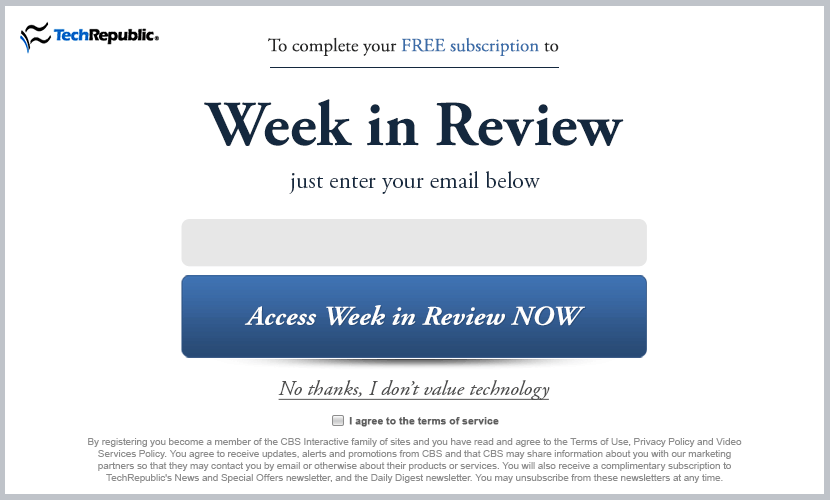 TechRepublic®
To complete your FREE subscription to
Week in Review
just enter your email below
Access Week in Review NOW
No thanks, I don't value technology
I agree to the terms of service
By registering you become a member of the CBS Interactive family of sites and you have read and agree to the Terms of Use, Privacy Policy and Video
Services Policy. You agree to receive updates, alerts and promotions from CBS and that CBS may share information about you with our marketing
partners so that they may contact you by email or otherwise about their products or services. You will also receive a complimentary subscription to
TechRepublic's News and Special Offers newsletter, and the Daily Digest newsletter. You may unsubscribe from these newsletters at any time.